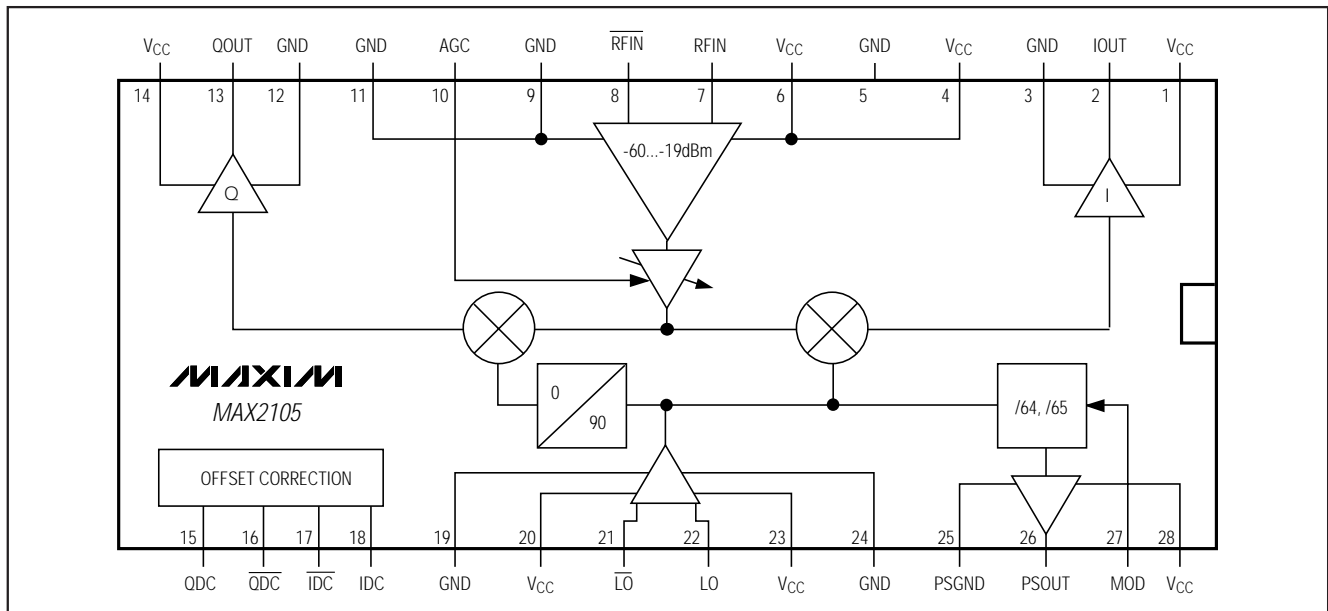 VCC QOUT GND GND AGC GND RFIN RFIN VCC GND VCC GND IOUT VCC
14 13 12 11 10 9 8 7 6 5 4 3 2 1
-60...-19dBm
Q
I
MAXIM
MAX2105
0
90
/64, /65
OFFSET CORRECTION
15 16 17 18 19 20 21 22 23 24 25 26 27 28
QDC QDC IDC IDC GND VCC LO LO VCC GND PSGND PSOUT MOD VCC